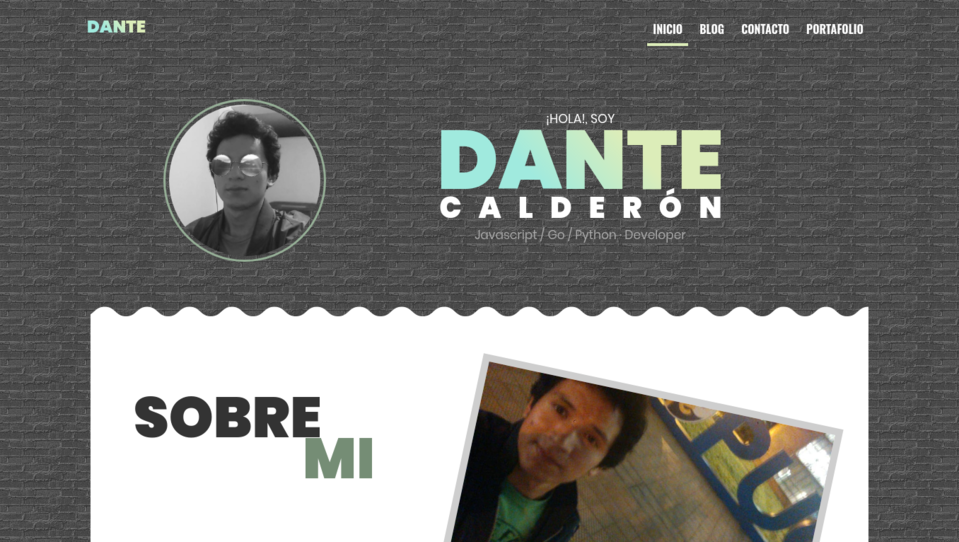 DANTE
INICIO BLOG CONTACTO PORTAFOLIO
¡HOLA!, SOY
DANTE
CALDERÓN
Javascript / Go / Python - Developer
SOBRE
MI